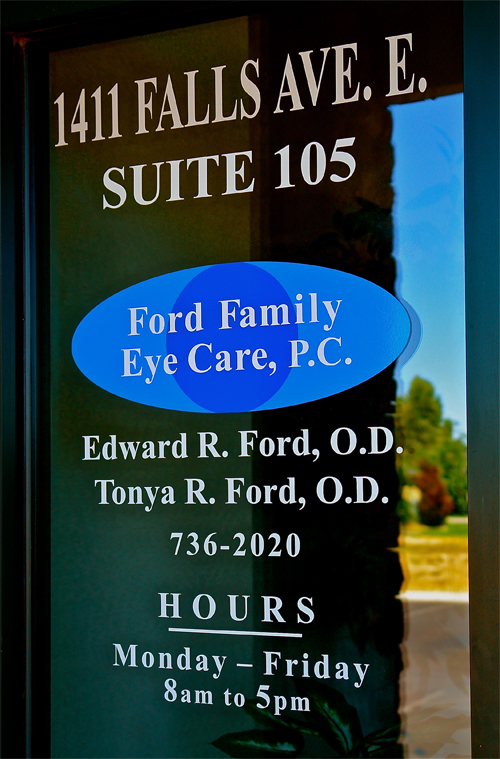 1411 FALLS AVE. E.
SUITE 105
Ford Family
Eye Care, P.C.
Edward R. Ford, O.D.
Tonya R. Ford, O.D.
736-2020
HOURS
Monday – Friday
8am to 5pm